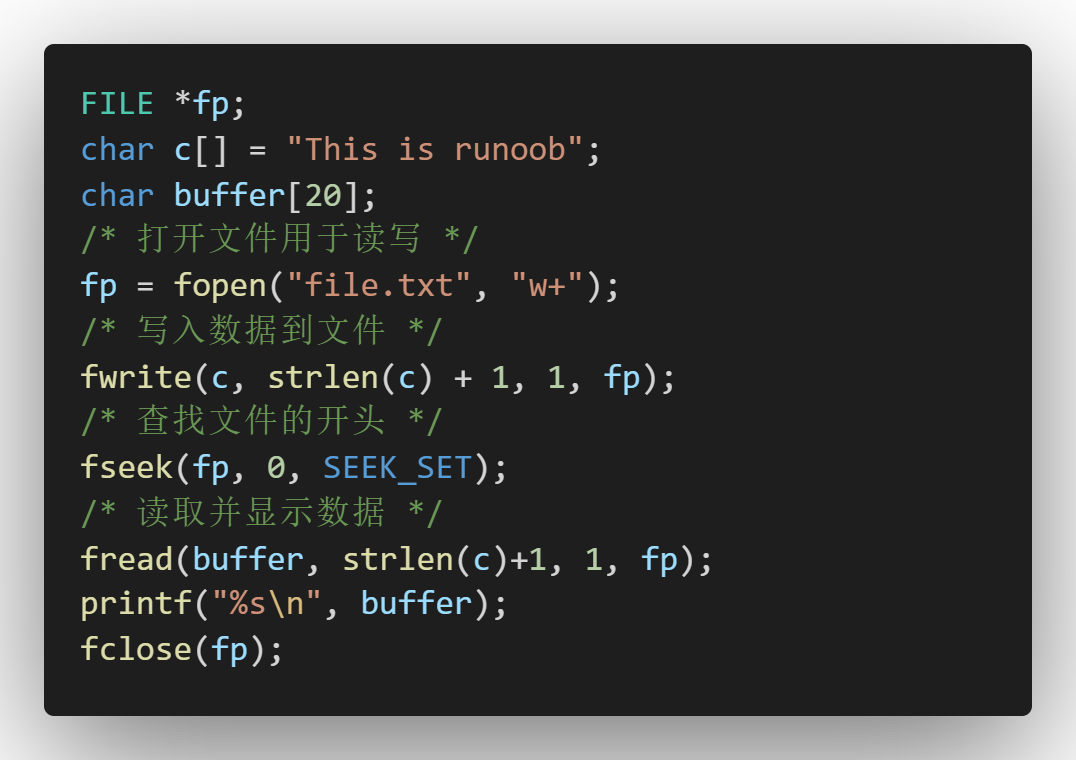 FILE *fp;
char c[] = "This is runoob";
char buffer[20];
/* 打开文件用于读写 */
fp = fopen("file.txt", "w+");
/* 写入数据到文件 */
fwrite(c, strlen(c) + 1, 1, fp);
/* 查找文件的开头 */
fseek(fp, 0, SEEK_SET);
/* 读取并显示数据 */
fread(buffer, strlen(c)+1, 1, fp);
printf("%s\n", buffer);
fclose(fp);